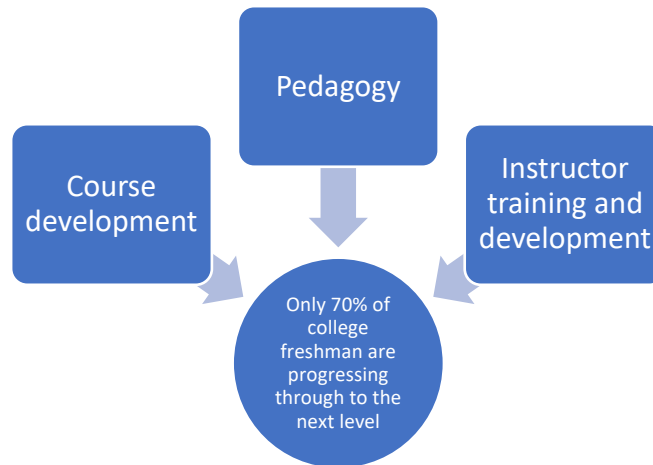 Pedagogy
Course
development
Instructor
training and
development
Only 70% of
college
freshman are
progressing
through to the
next level